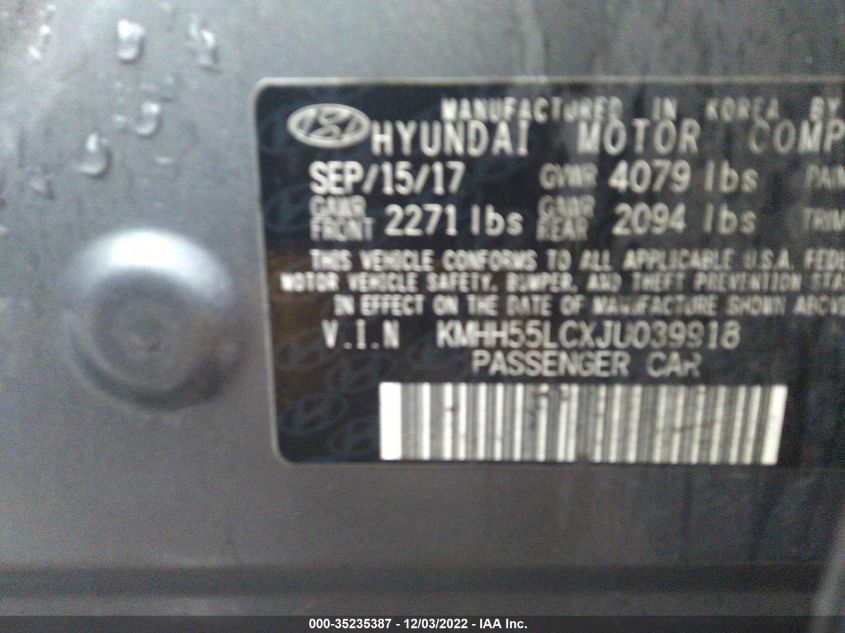 MANUFACTURED IN KOREA BY
HYUNDAI MOTOR COMP
SEP/15/17 GVWR 4079 lbs PAIN
GAWR FRONT 2271 lbs GAWR REAR 2094 lbs TRIM
THIS VEHICLE CONFORMS TO ALL APPLICABLE U.S.A. FEDE
MOTOR VEHICLE SAFETY, BUMPER, AND THEFT PREVENTION STA
IN EFFECT ON THE DATE OF MANUFACTURE SHOWN ABOVE
V.I.N KMHH55LCXJU039918
PASSENGER CAR
000-35235387 - 12/03/2022 - IAA Inc.